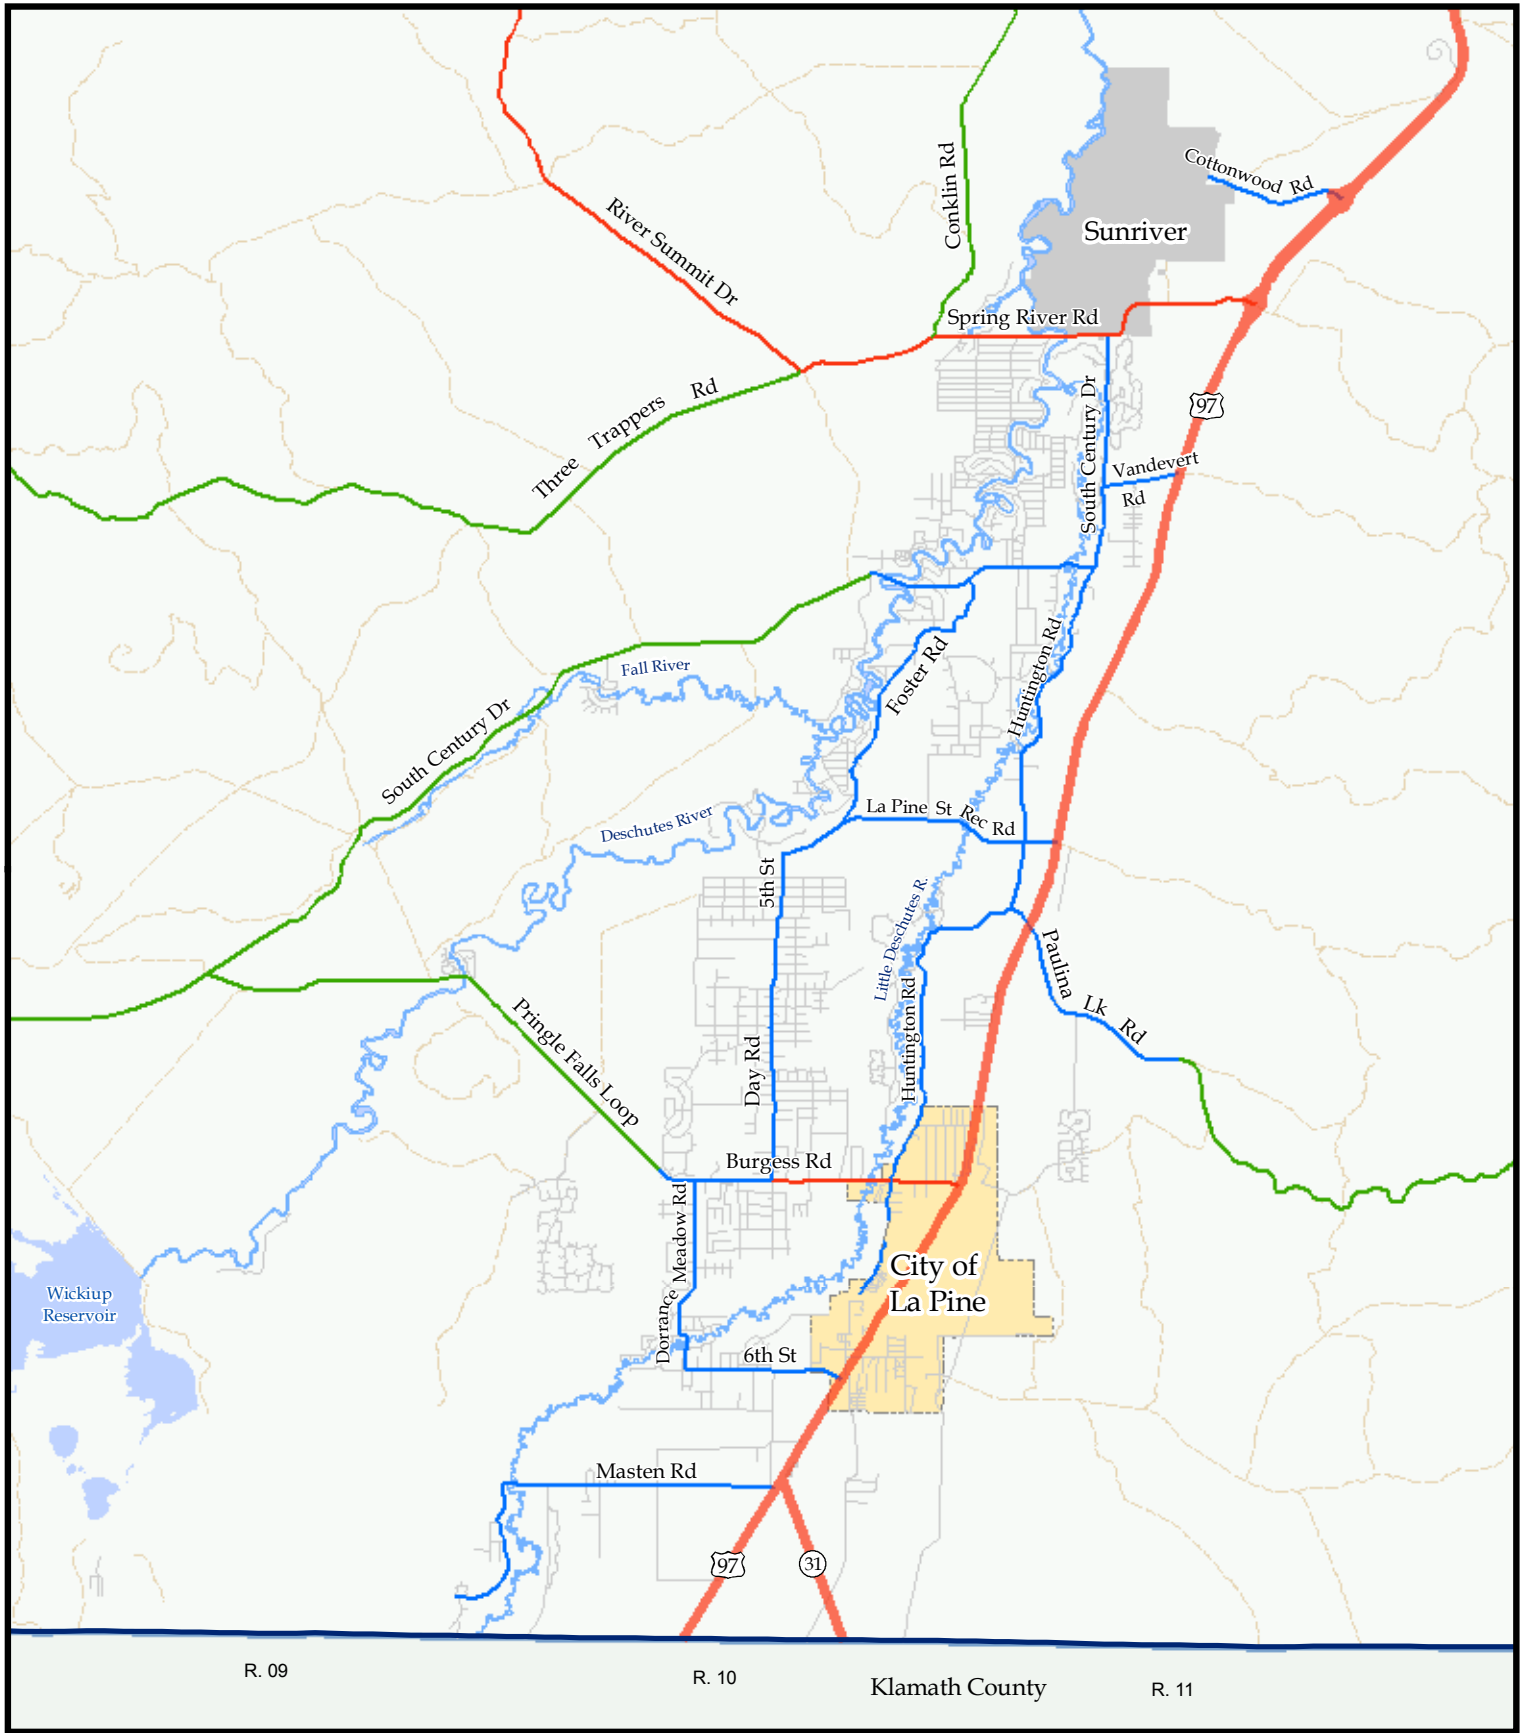 Conklin Rd
Cottonwood Rd
River Summit Dr
Sunriver
Spring River Rd
Three Trappers Rd
South Century Dr
97
Vandevert
Rd
Huntington Rd
Foster Rd
Fall River
South Century Dr
La Pine St Rec Rd
Deschutes River
5th St
Little Deschutes R.
Paulina Lk Rd
Huntington Rd
Pringle Falls Loop
Day Rd
Burgess Rd
Dorrance Meadow Rd
City of
La Pine
Wickiup
Reservoir
6th St
Masten Rd
97
31
R. 09
R. 10
Klamath County
R. 11